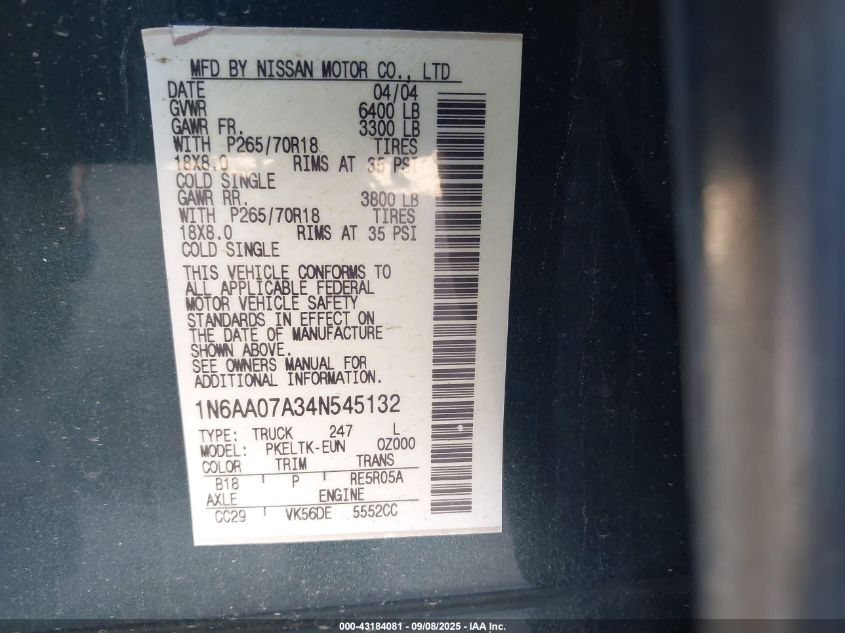 MFD BY NISSAN MOTOR CO., LTD
DATE 04/04
GVWR 6400 LB
GAWR FR. 3300 LB
WITH P265/70R18 TIRES
18X8.0 RIMS AT 35 PSI
COLD SINGLE
GAWR RR. 3800 LB
WITH P265/70R18 TIRES
18X8.0 RIMS AT 35 PSI
COLD SINGLE
THIS VEHICLE CONFORMS TO
ALL APPLICABLE FEDERAL
MOTOR VEHICLE SAFETY
STANDARDS IN EFFECT ON
THE DATE OF MANUFACTURE
SHOWN ABOVE.
SEE OWNERS MANUAL FOR
ADDITIONAL INFORMATION.
1N6AA07A34N545132
TYPE: TRUCK 247 L
MODEL: PKELTK-EUN 0Z000
COLOR TRIM TRANS
B18 P RE5R05A
AXLE ENGINE
CC29 VK56DE 5552CC
000-43184081 - 09/08/2025 - IAA Inc.